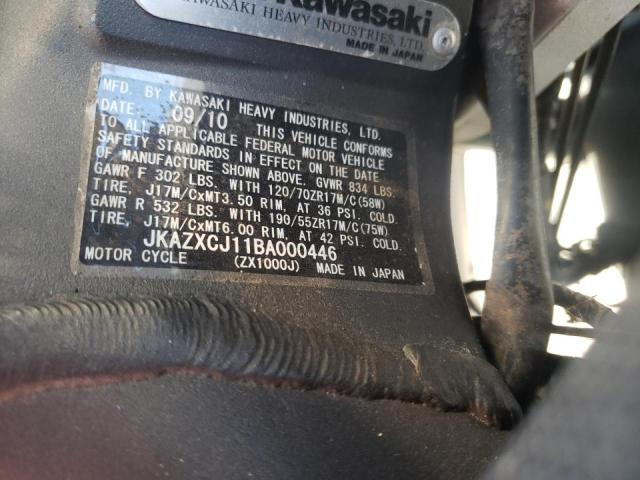 Kawasaki
KAWASAKI HEAVY INDUSTRIES, LTD.
MADE IN JAPAN
MFD. BY KAWASAKI HEAVY INDUSTRIES, LTD.
DATE: 09/10 THIS VEHICLE CONFORMS
TO ALL APPLICABLE FEDERAL MOTOR VEHICLE
SAFETY STANDARDS IN EFFECT ON THE DATE
OF MANUFACTURE SHOWN ABOVE. GVWR 834 LBS.
GAWR F 302 LBS. WITH 120/70ZR17M/C(58W)
TIRE, J17M/CxMT3.50 RIM, AT 36 PSI. COLD.
GAWR R 532 LBS. WITH 190/55ZR17M/C(75W)
TIRE, J17M/CxMT6.00 RIM, AT 42 PSI. COLD.
JKAZXCJ11BA000446
MOTOR CYCLE (ZX1000J) MADE IN JAPAN